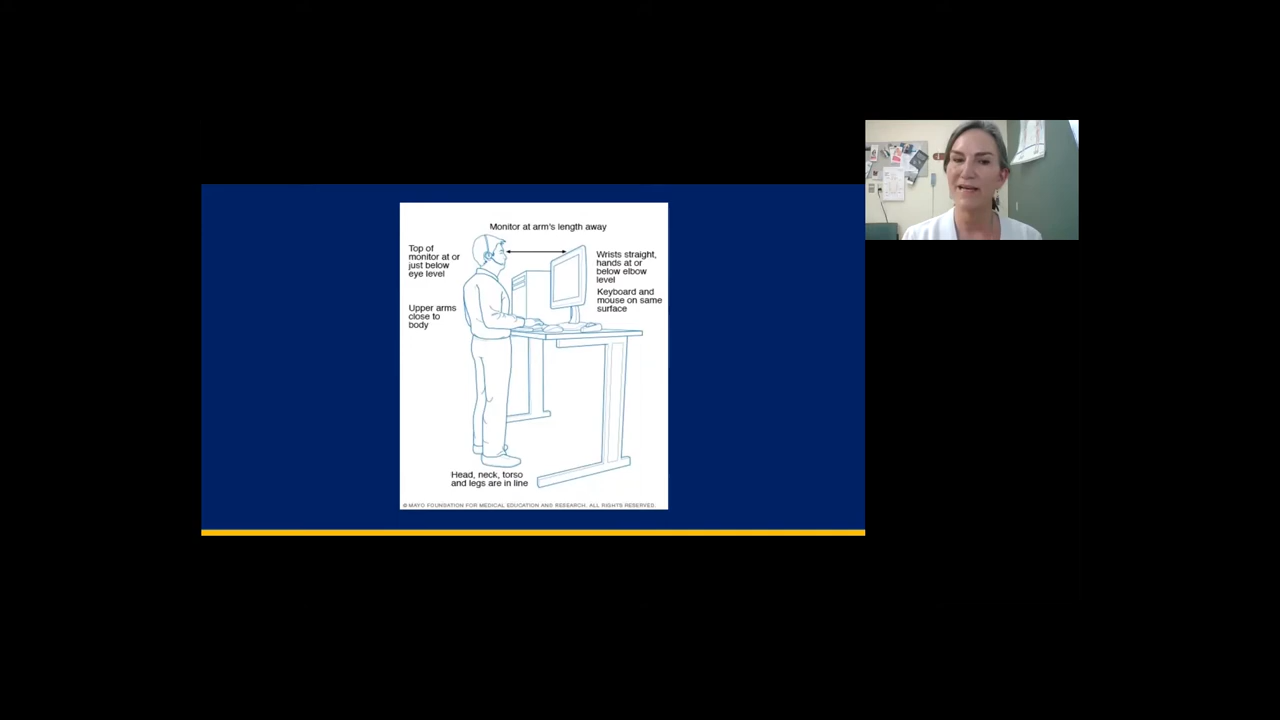 Monitor at arm's length away
Top of
monitor at or
just below
eye level
Upper arms
close to
body
Wrists straight,
hands at or
below elbow
level
Keyboard and
mouse on same
surface
Head, neck, torso
and legs are in line
© MAYO FOUNDATION FOR MEDICAL EDUCATION AND RESEARCH. ALL RIGHTS RESERVED.